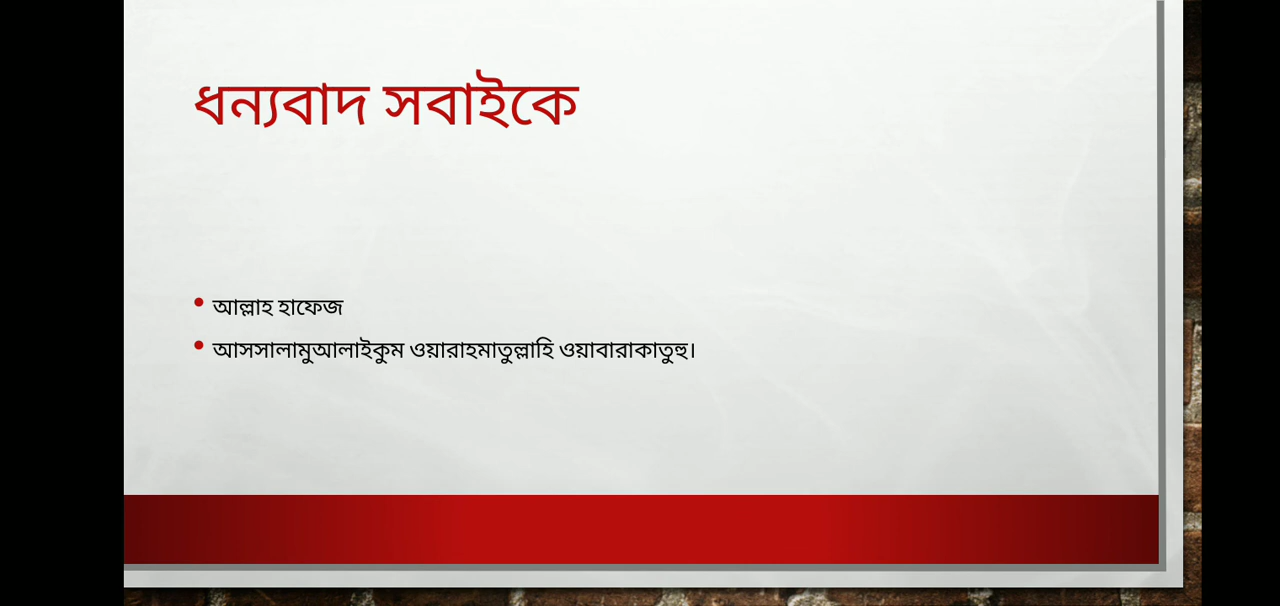 ধন্যবাদ সবাইকে
• আল্লাহ হাফেজ
• আসসালামুআলাইকুম ওয়ারাহমাতুল্লাহি ওয়াবারাকাতুহু।